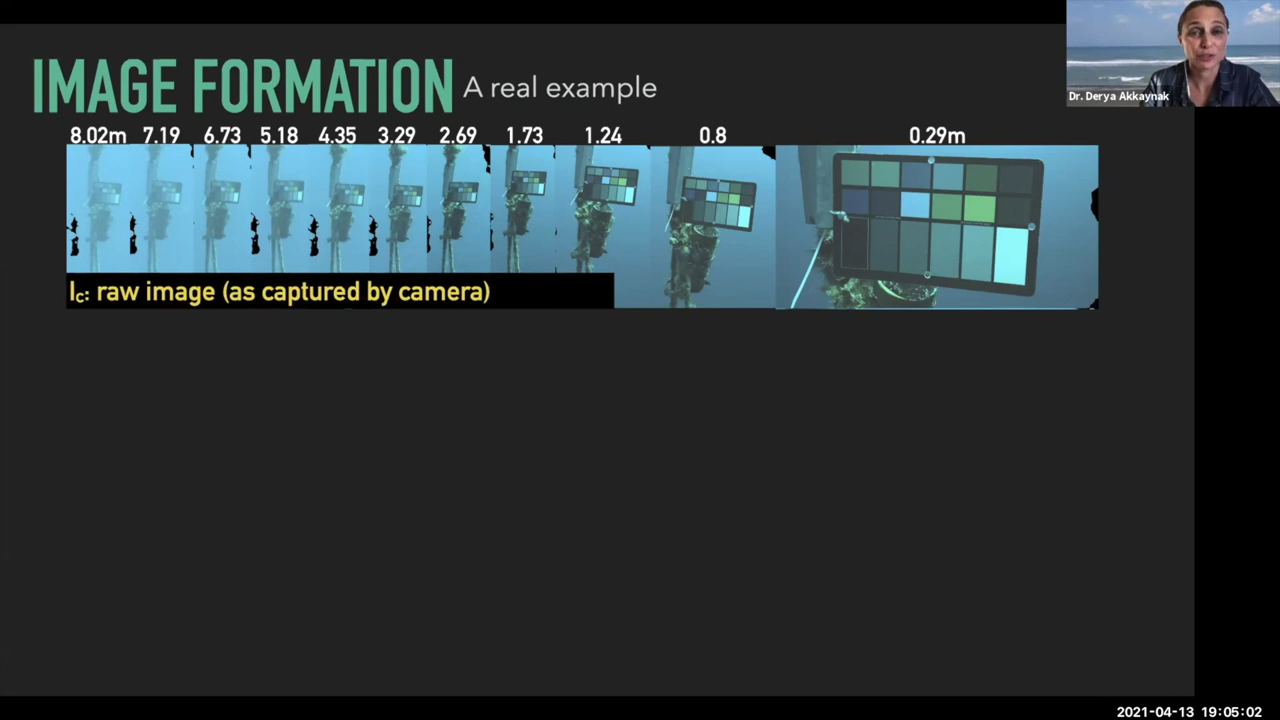 IMAGE FORMATION A real example
8.02m 7.19 6.73 5.18 4.35 3.29 2.69 1.73 1.24 0.8 0.29m
Ic: raw image (as captured by camera)
Dr. Derya Akkaynak
2021-04-13 19:05:02